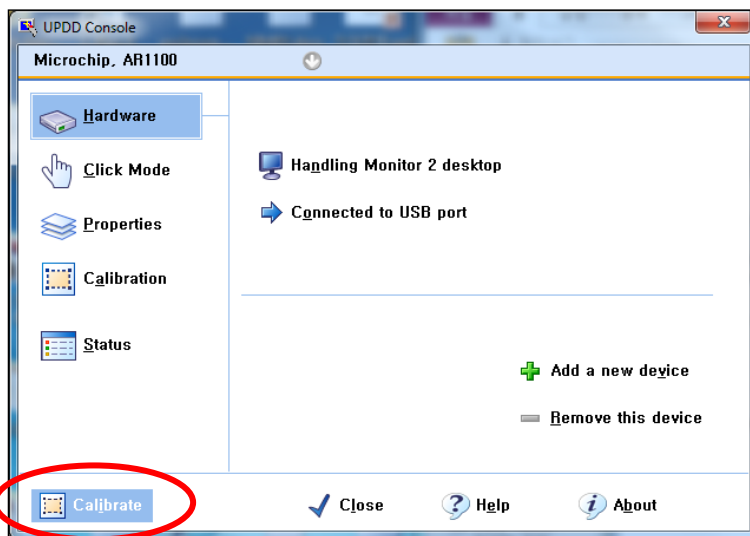 UPDD Console
Microchip, AR1100
Hardware
Click Mode
Handling Monitor 2 desktop
Connected to USB port
Properties
Calibration
Status
Add a new device
Remove this device
Calibrate
Close
Help
About